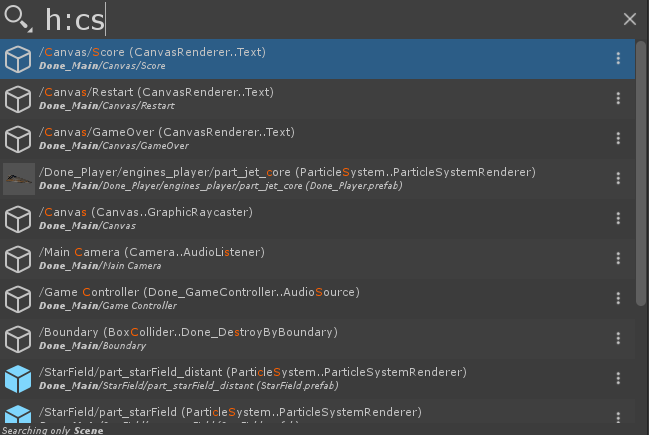 h:cs
/Canvas/Score (CanvasRenderer..Text)
Done_Main/Canvas/Score
/Canvas/Restart (CanvasRenderer..Text)
Done_Main/Canvas/Restart
/Canvas/GameOver (CanvasRenderer..Text)
Done_Main/Canvas/GameOver
/Done_Player/engines_player/part_jet_core (ParticleSystem..ParticleSystemRenderer)
Done_Main/Done_Player/engines_player/part_jet_core (Done_Player.prefab)
/Canvas (Canvas..GraphicRaycaster)
Done_Main/Canvas
/Main Camera (Camera..AudioListener)
Done_Main/Main Camera
/Game Controller (Done_GameController..AudioSource)
Done_Main/Game Controller
/Boundary (BoxCollider..Done_DestroyByBoundary)
Done_Main/Boundary
/StarField/part_starField_distant (ParticleSystem..ParticleSystemRenderer)
Done_Main/StarField/part_starField_distant (StarField.prefab)
/StarField/part_starField (ParticleSystem..ParticleSystemRenderer)
Searching only Scene